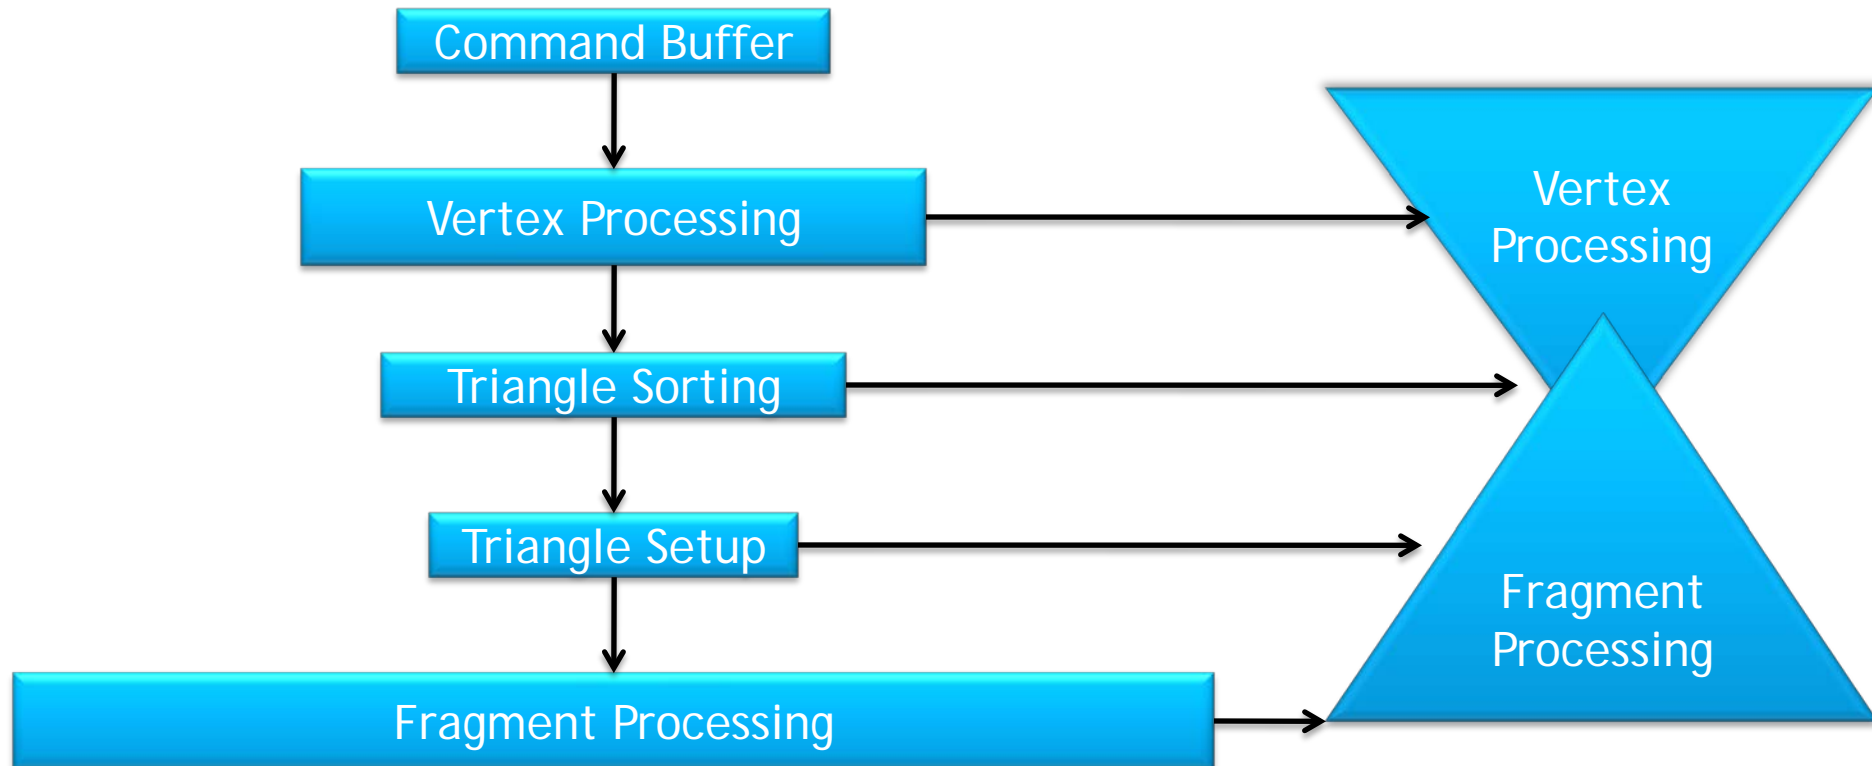 Command Buffer
Vertex Processing
Triangle Sorting
Triangle Setup
Fragment Processing
Vertex
Processing
Fragment
Processing